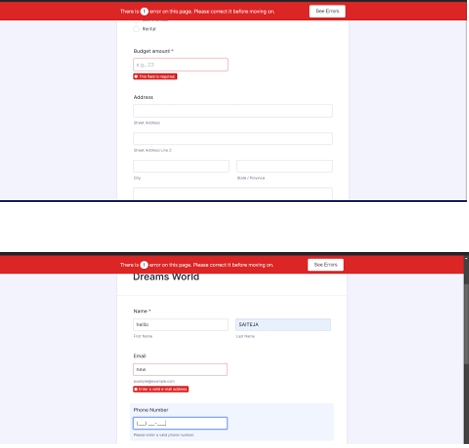 There is 1 error on this page. Please correct it before moving on. See Errors
Rental
Budget amount *
e.g., 23
This field is required.
Address
Street Address
Street Address Line 2
City State / Province
There is 1 error on this page. Please correct it before moving on. See Errors
Dreams World
Name *
hello SAITEJA
First Name Last Name
Email
new
example@example.com
Enter a valid e-mail address
Phone Number
(__) __-__
Please enter a valid phone number.